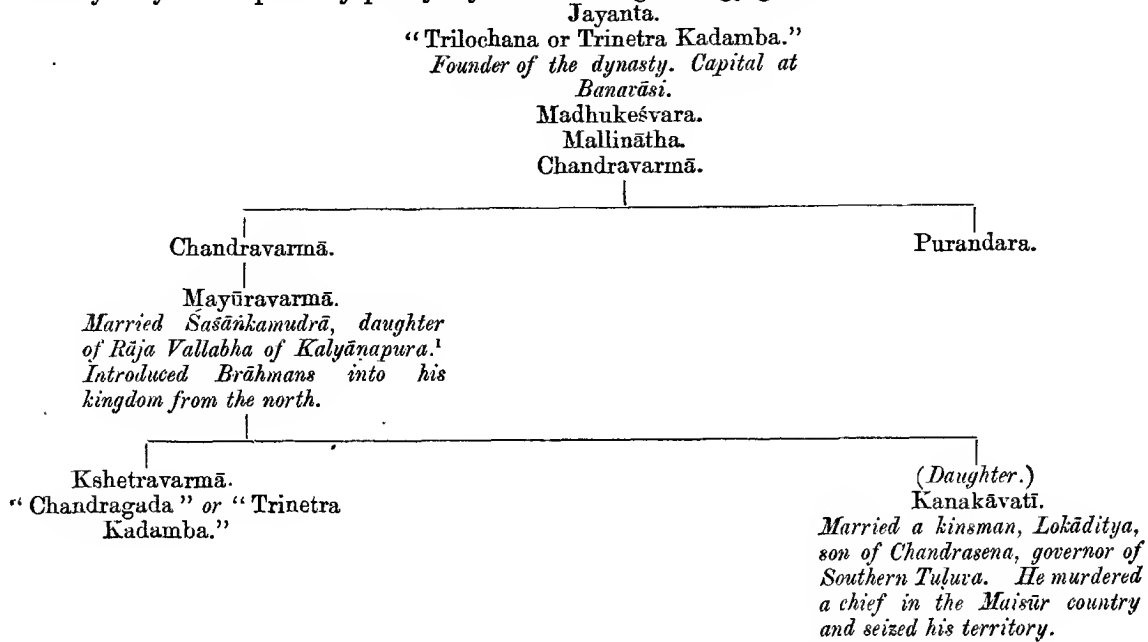 Jayanta.
“Trilochana or Trinetra Kadamba.”
Founder of the dynasty. Capital at
Banavāsi.
Madhukeśvara.
Mallinātha.
Chandravarmā.
Chandravarmā.
Purandara.
Mayūravarmā.
Married Śaśāṅkamudrā, daughter
of Rāja Vallabha of Kalyāṇapura.¹
Introduced Brāhmans into his
kingdom from the north.
Kshetravarmā.
“Chandragada” or “Trinetra
Kadamba.”
(Daughter.)
Kanakāvatī.
Married a kinsman, Lokāditya,
son of Chandrasena, governor of
Southern Tuḷuva. He murdered
a chief in the Maisūr country
and seized his territory.